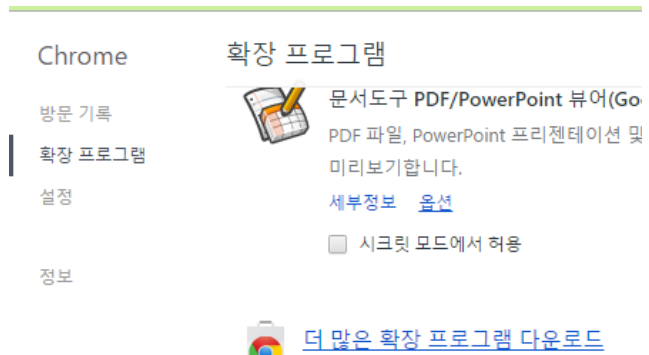 Chrome
방문 기록
확장 프로그램
설정
정보
확장 프로그램
문서도구 PDF/PowerPoint 뷰어(Go
PDF 파일, PowerPoint 프리젠테이션 및
미리보기합니다.
세부정보 옵션
시크릿 모드에서 허용
더 많은 확장 프로그램 다운로드